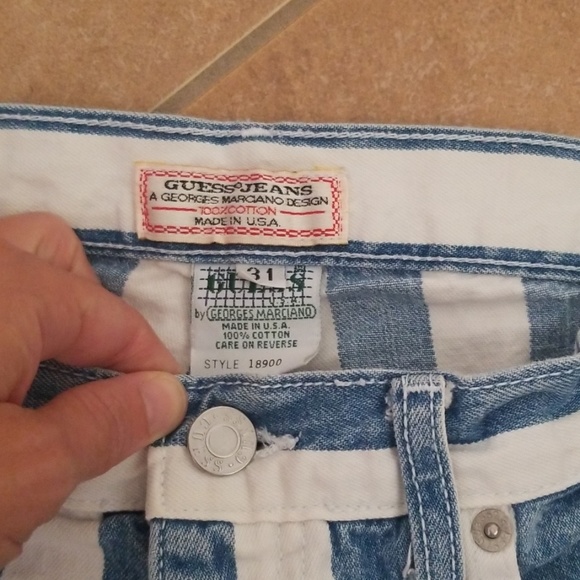 GUESS JEANS
A GEORGES MARCIANO DESIGN
100% COTTON
MADE IN U.S.A.
31
GUESS
U.S.A.
by GEORGES MARCIANO
MADE IN U.S.A.
100% COTTON
CARE ON REVERSE
STYLE 18900